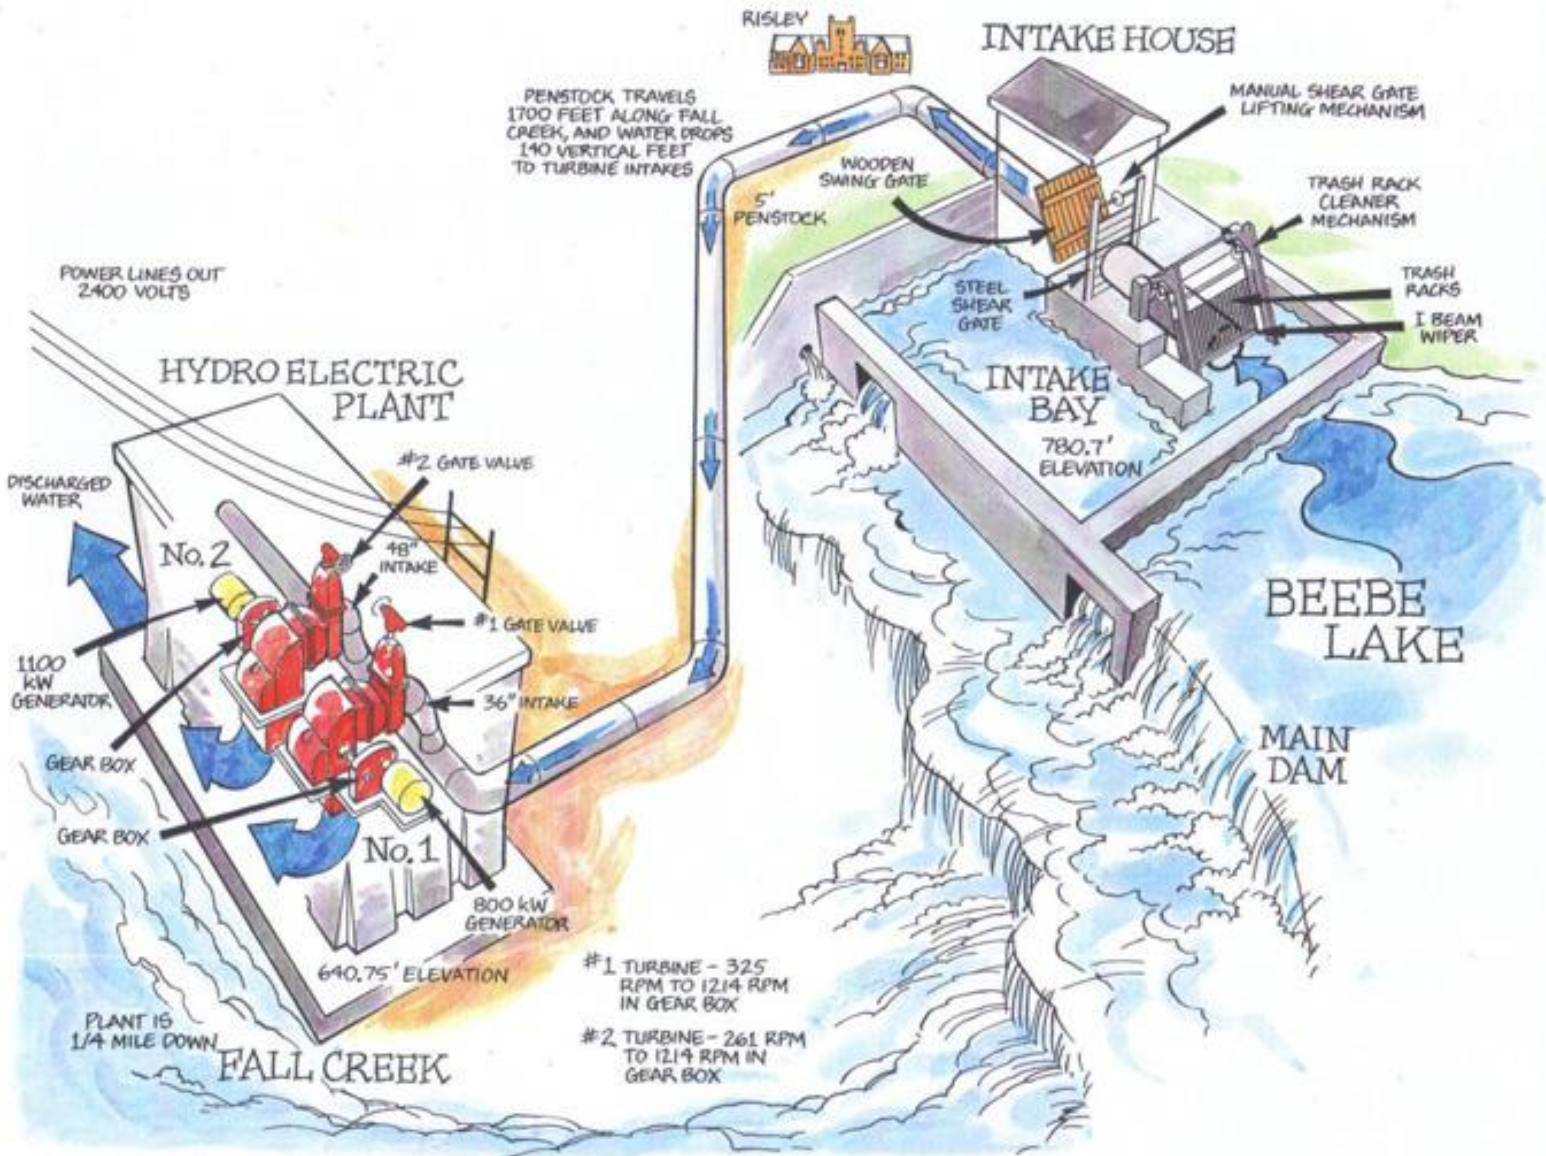 RISLEY
INTAKE HOUSE
PENSTOCK TRAVELS
1700 FEET ALONG FALL
CREEK, AND WATER DROPS
140 VERTICAL FEET
TO TURBINE INTAKES
MANUAL SHEAR GATE
LIFTING MECHANISM
WOODEN
SWING GATE
TRASH RACK
CLEANER
MECHANISM
5'
PENSTOCK
POWER LINES OUT
2400 VOLTS
STEEL
SHEAR
GATE
TRASH
RACKS
I BEAM
WIPER
HYDRO ELECTRIC
PLANT
INTAKE
BAY
780.7'
ELEVATION
#2 GATE VALVE
DISCHARGED
WATER
No. 2
48"
INTAKE
#1 GATE VALVE
BEEBE
LAKE
1100
KW
GENERATOR
36" INTAKE
GEAR BOX
MAIN
DAM
GEAR BOX
No. 1
800 KW
GENERATOR
640.75' ELEVATION
#1 TURBINE - 325
RPM TO 1214 RPM
IN GEAR BOX
#2 TURBINE - 261 RPM
TO 1214 RPM IN
GEAR BOX
PLANT IS
1/4 MILE DOWN
FALL CREEK